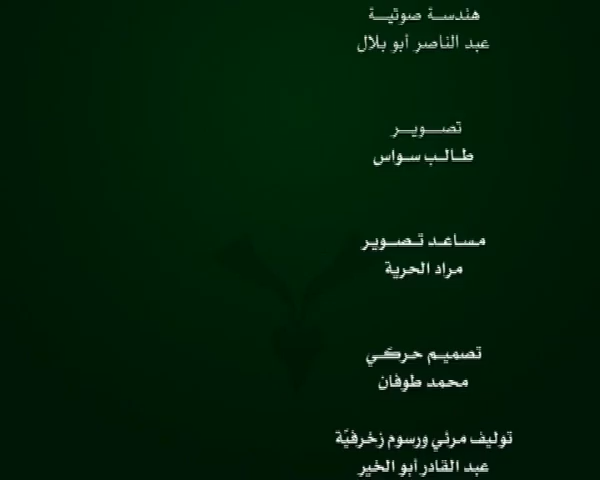 هندسة صوتية
عبد الناصر أبو بلال
تصوير
طالب سواس
مساعد تصوير
مراد الحرية
تصميم حركي
محمد طوفان
توليف مرئي ورسوم زخرفيّة
عبد القادر أبو الخير